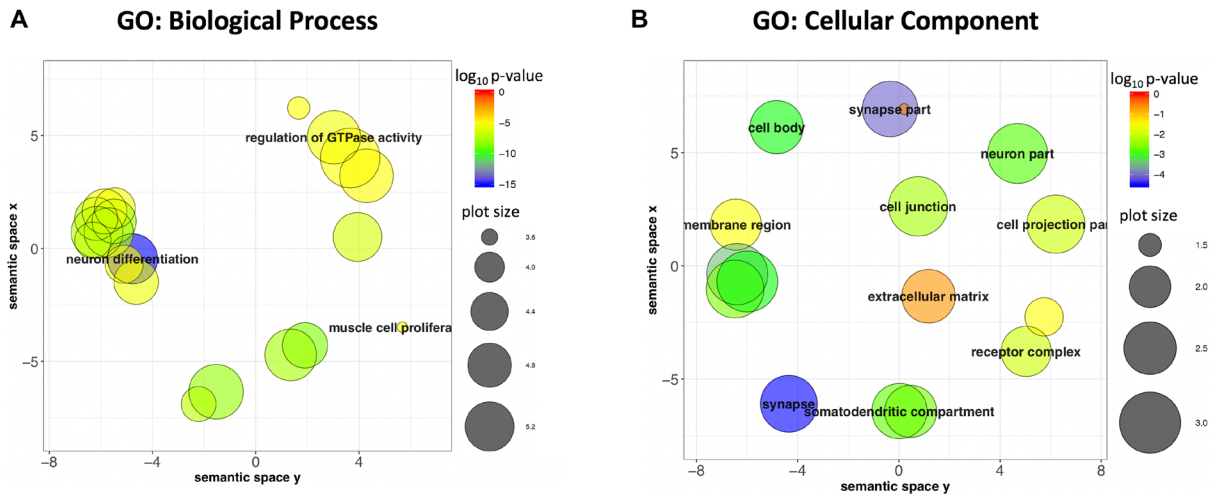 A
GO: Biological Process
log10 p-value
0
−5
−10
−15
plot size
3.6
4.0
4.4
4.8
5.2
semantic space x
5
0
−5
regulation of GTPase activity
neuron differentiation
muscle cell prolifera
−8
−4
0
4
semantic space y
B
GO: Cellular Component
log10 p-value
0
−1
−2
−3
−4
plot size
1.5
2.0
2.5
3.0
semantic space x
5
0
−5
synapse part
cell body
neuron part
cell junction
membrane region
cell projection par
extracellular matrix
receptor complex
synapse
somatodendritic compartment
−8
−4
0
4
8
semantic space y